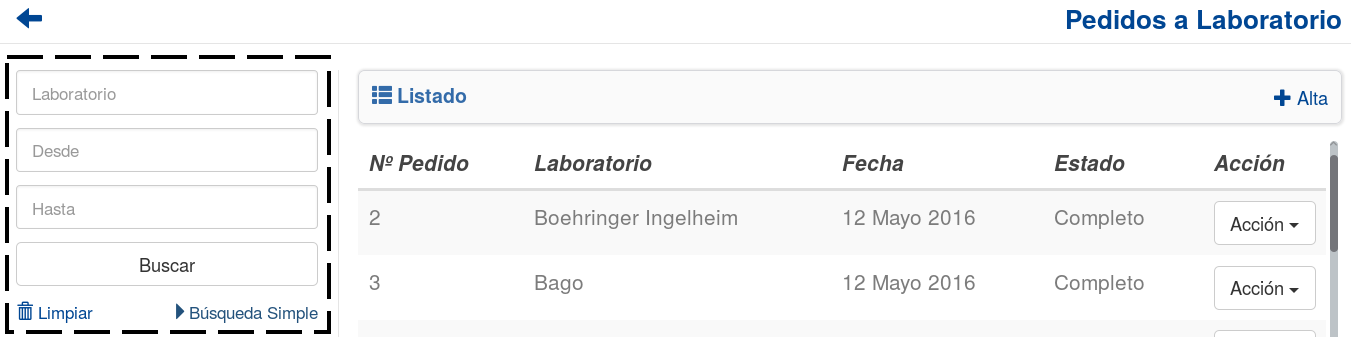 Pedidos a Laboratorio
Laboratorio
Desde
Hasta
Buscar
Limpiar Búsqueda Simple
Listado Alta
Nº Pedido Laboratorio Fecha Estado Acción
2 Boehringer Ingelheim 12 Mayo 2016 Completo Acción
3 Bago 12 Mayo 2016 Completo Acción